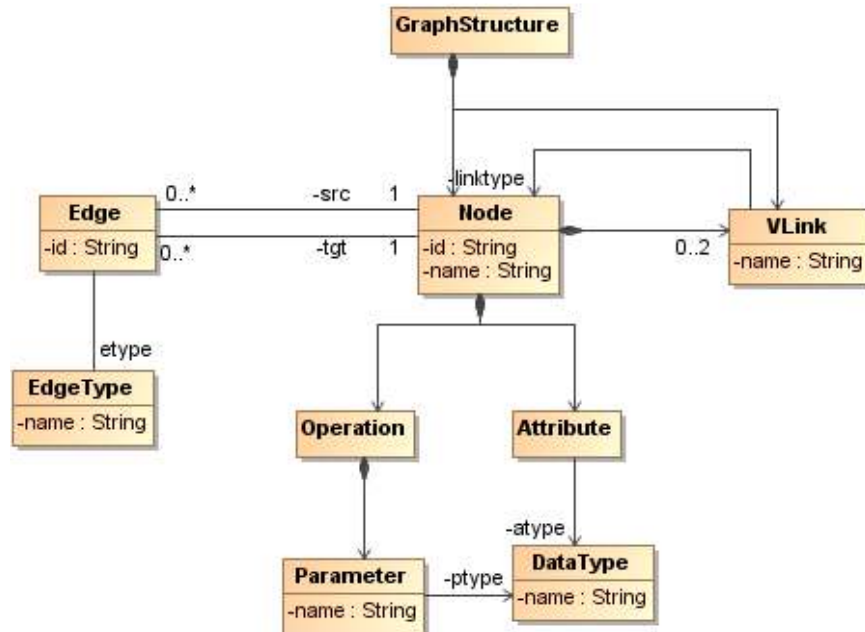 GraphStructure
-linktype
0..*
-src
1
Edge
-id : String
Node
-id : String
-name : String
VLink
-name : String
0..*
-tgt
1
0..2
etype
EdgeType
-name : String
Operation
Attribute
-atype
Parameter
-name : String
-ptype
DataType
-name : String